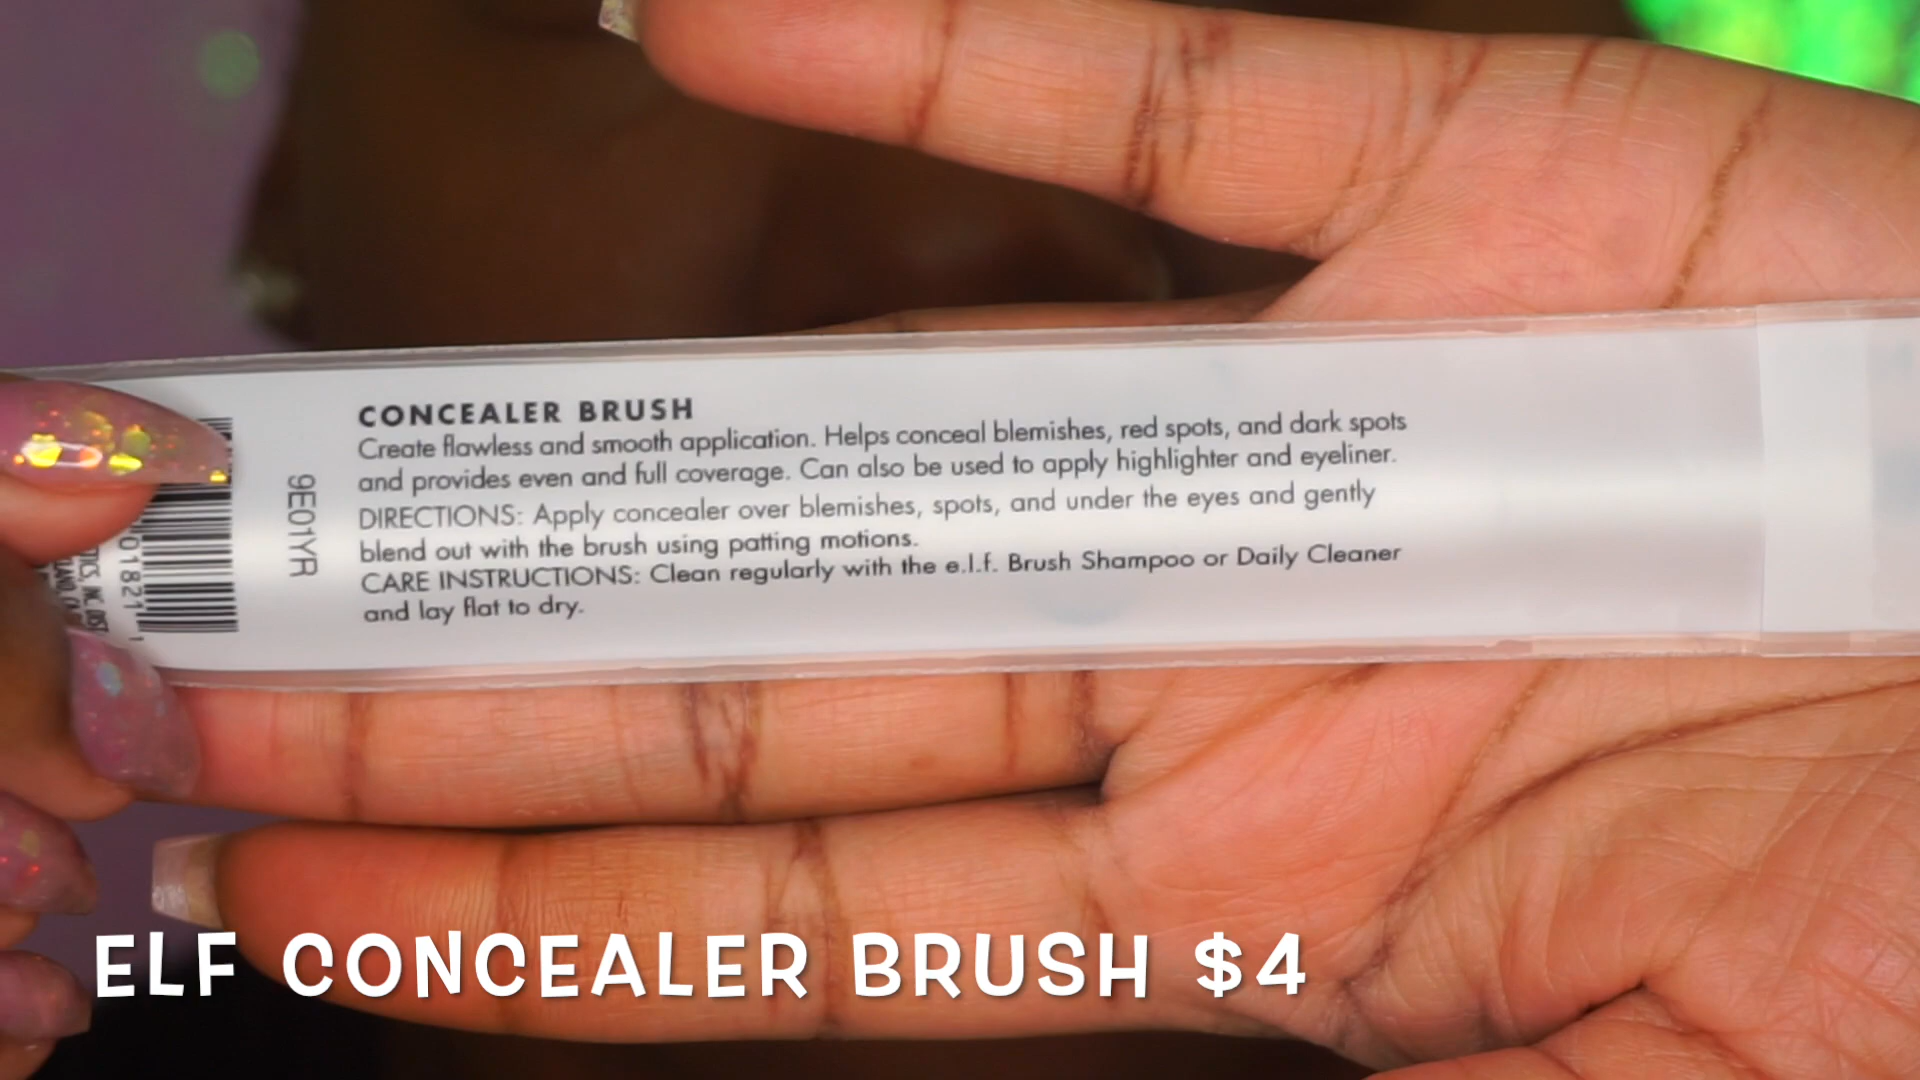 CONCEALER BRUSH
Create flawless and smooth application. Helps conceal blemishes, red spots, and dark spots
and provides even and full coverage. Can also be used to apply highlighter and eyeliner.
DIRECTIONS: Apply concealer over blemishes, spots, and under the eyes and gently
blend out with the brush using patting motions.
CARE INSTRUCTIONS: Clean regularly with the e.l.f. Brush Shampoo or Daily Cleaner
and lay flat to dry.
9E01YR
01821 1
ELF CONCEALER BRUSH $4